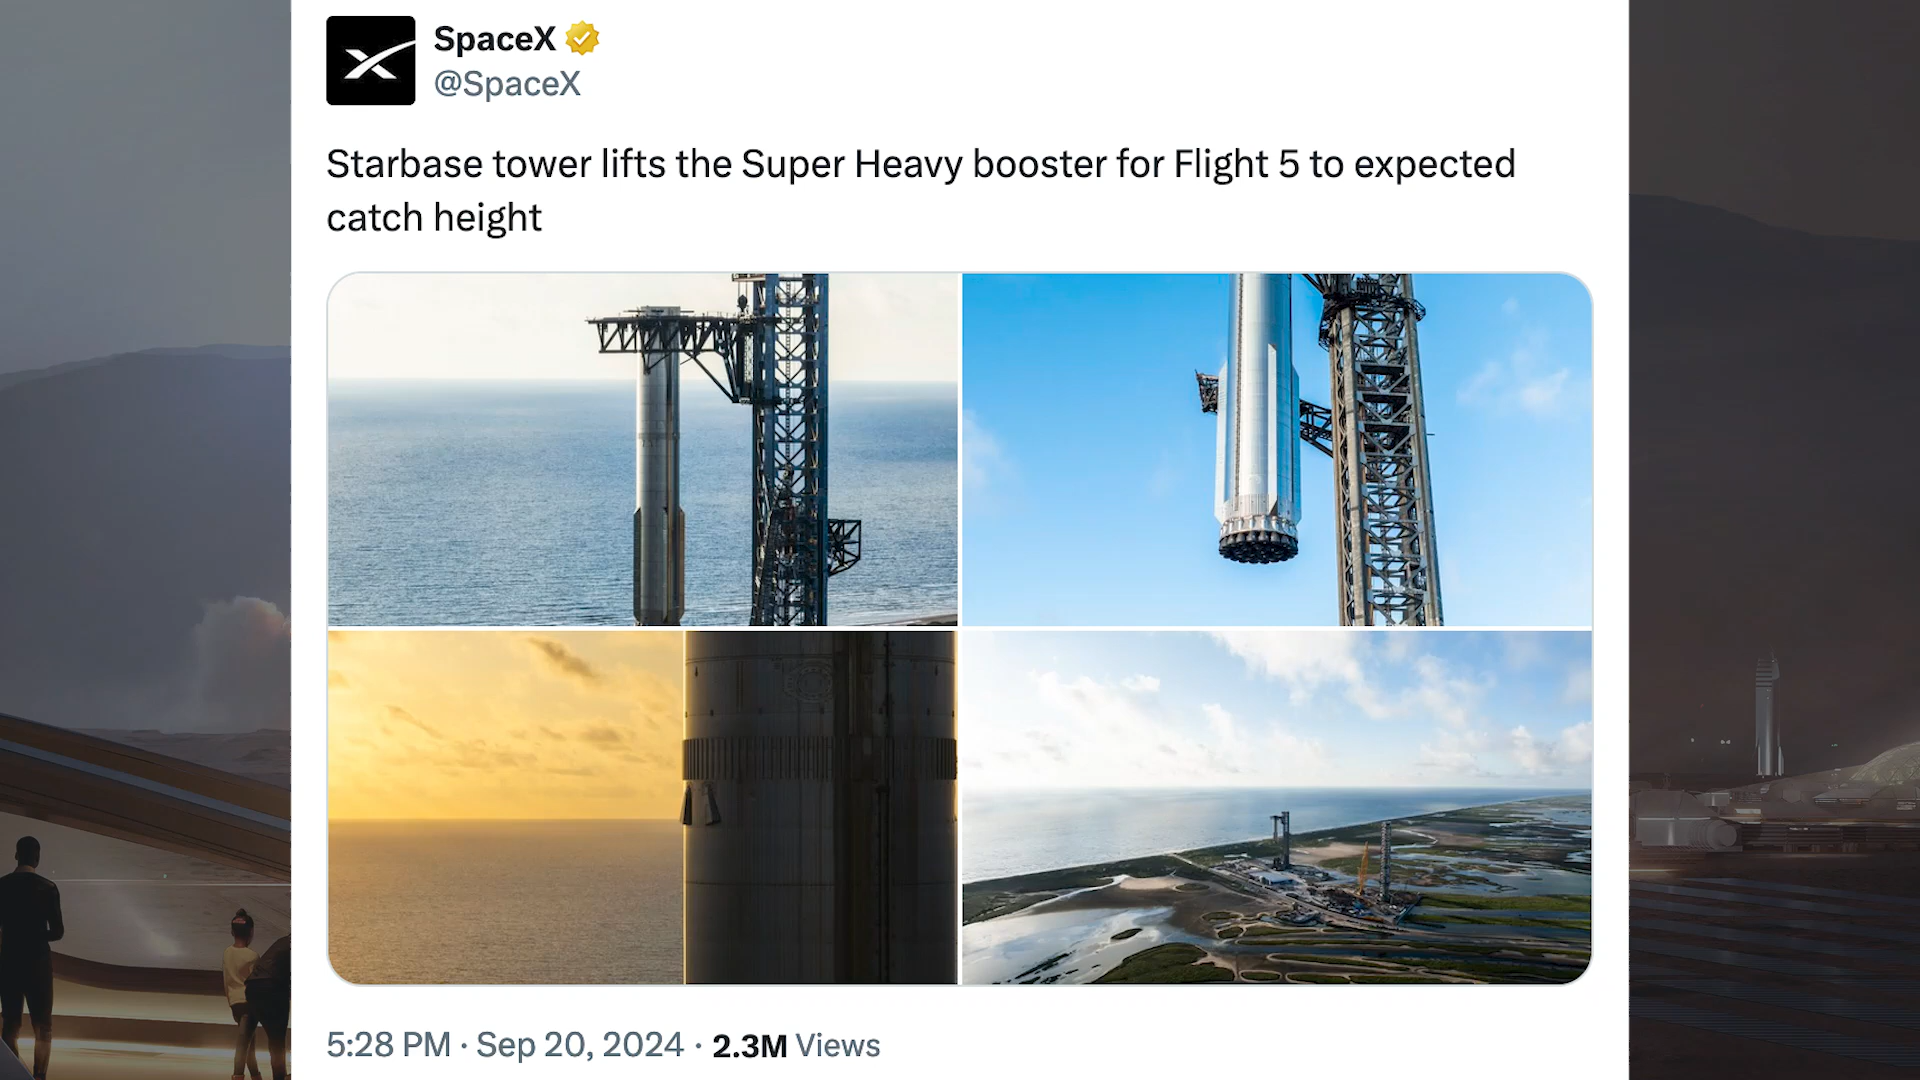 SpaceX
@SpaceX
Starbase tower lifts the Super Heavy booster for Flight 5 to expected
catch height
5:28 PM · Sep 20, 2024 · 2.3M Views